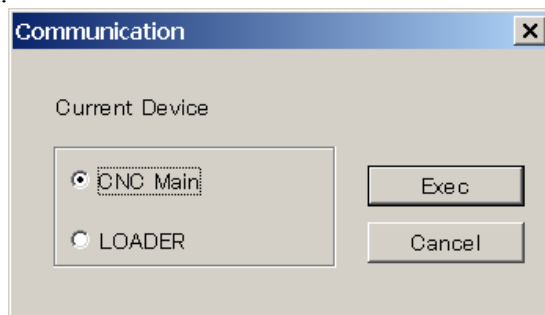 Communication
Current Device
CNC Main
Exec
LOADER
Cancel